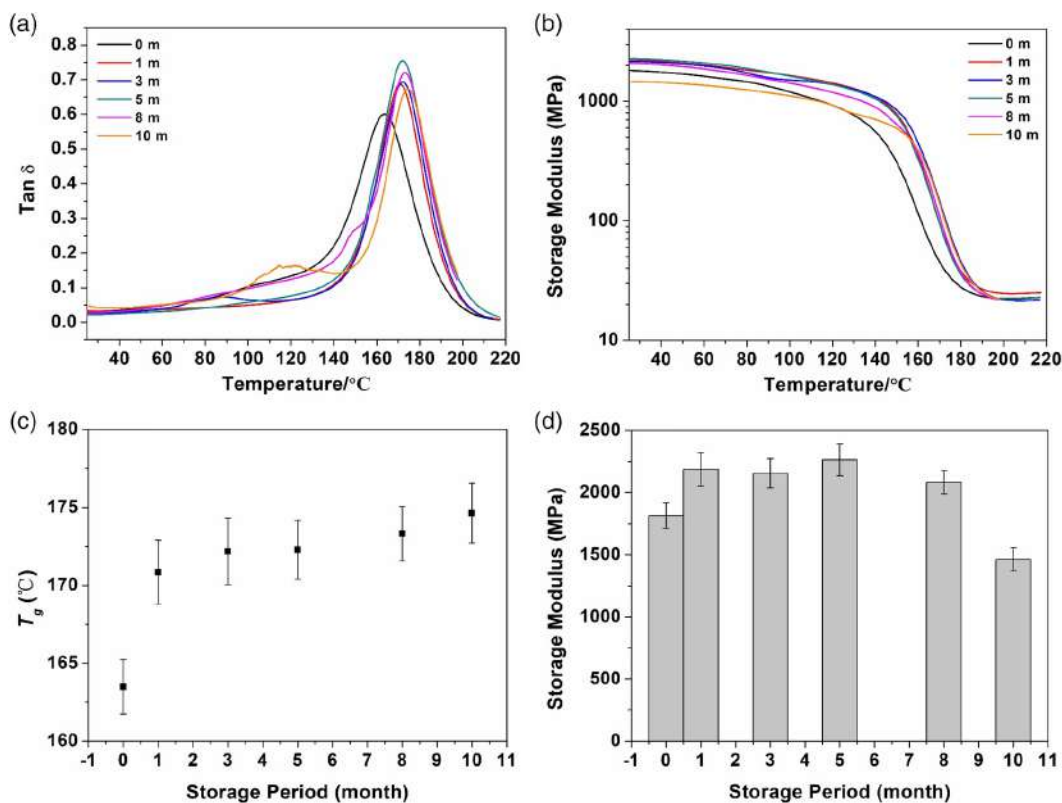 (a)
0.8
0.7
0.6
0.5
0.4
0.3
0.2
0.1
0.0
Tan δ
0 m
1 m
3 m
5 m
8 m
10 m
40 60 80 100 120 140 160 180 200 220
Temperature/°C
(b)
1000
100
10
Storage Modulus (MPa)
0 m
1 m
3 m
5 m
8 m
10 m
40 60 80 100 120 140 160 180 200 220
Temperature/°C
(c)
180
175
170
165
160
Tg (℃)
-1 0 1 2 3 4 5 6 7 8 9 10 11
Storage Period (month)
(d)
2500
2000
1500
1000
500
0
Storage Modulus (MPa)
-1 0 1 2 3 4 5 6 7 8 9 10 11
Storage Period (month)